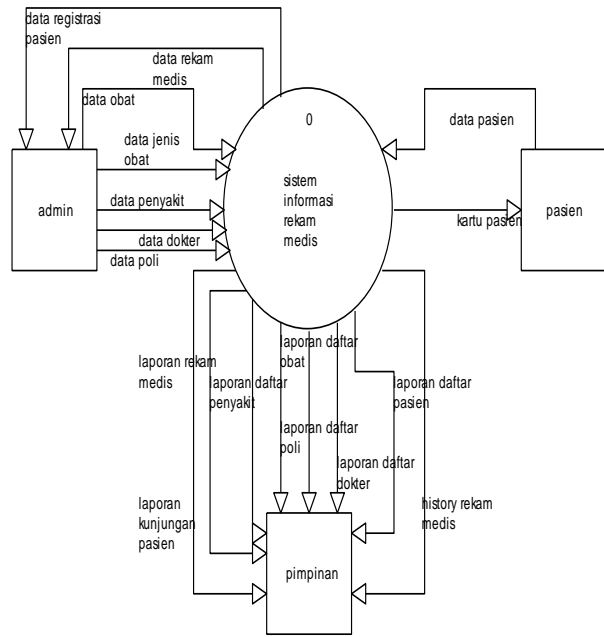 data registrasi
pasien
data rekam
medis
data obat
data jenis
obat
data penyakit
data dokter
data poli
admin
0
sistem
informasi
rekam
medis
data pasien
kartu pasien
pasien
laporan rekam
medis
laporan daftar
penyakit
laporan daftar
obat
laporan daftar
pasien
laporan daftar
poli
laporan daftar
dokter
laporan
kunjungan
pasien
history rekam
medis
pimpinan